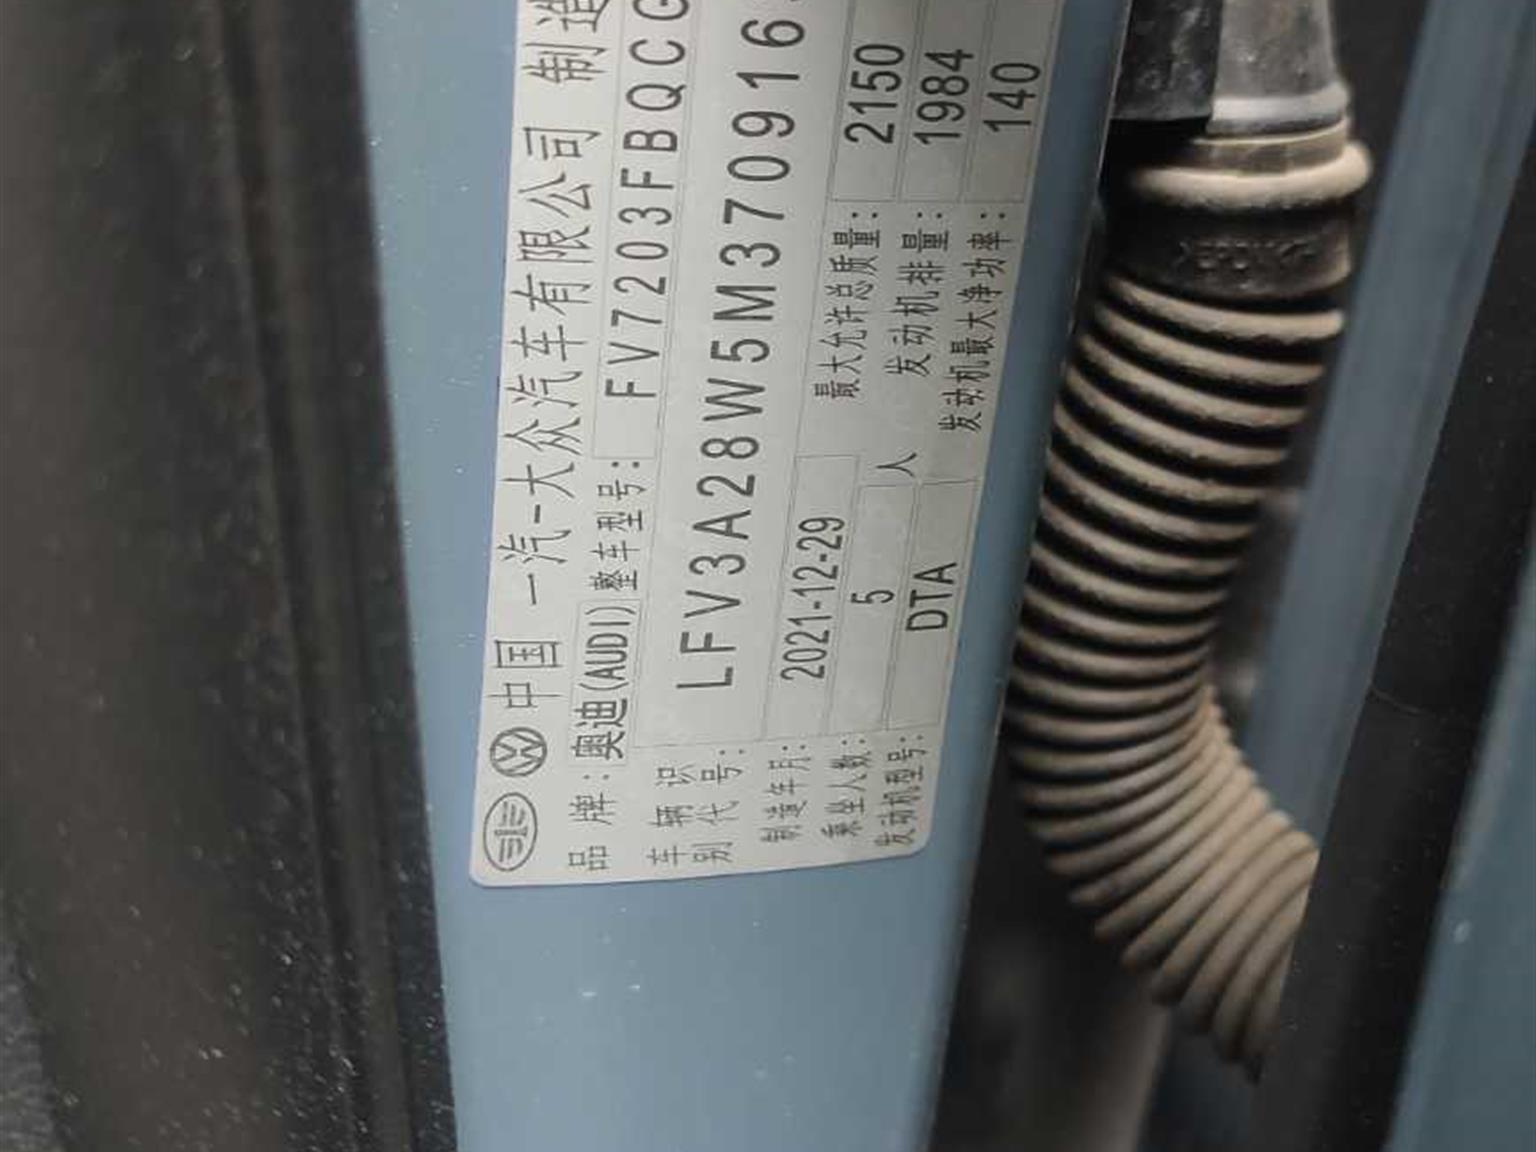 中国 一汽-大众汽车有限公司 制造
品 牌: 奥迪(AUDI) 整车型号: FV7203FBQCG
车辆识别代号: LFV3A28W5M370916
制造年月: 2021-12-29 最大允许总质量: 2150
乘坐人数: 5 人 发动机排量: 1984
发动机型号: DTA 发动机最大净功率: 140